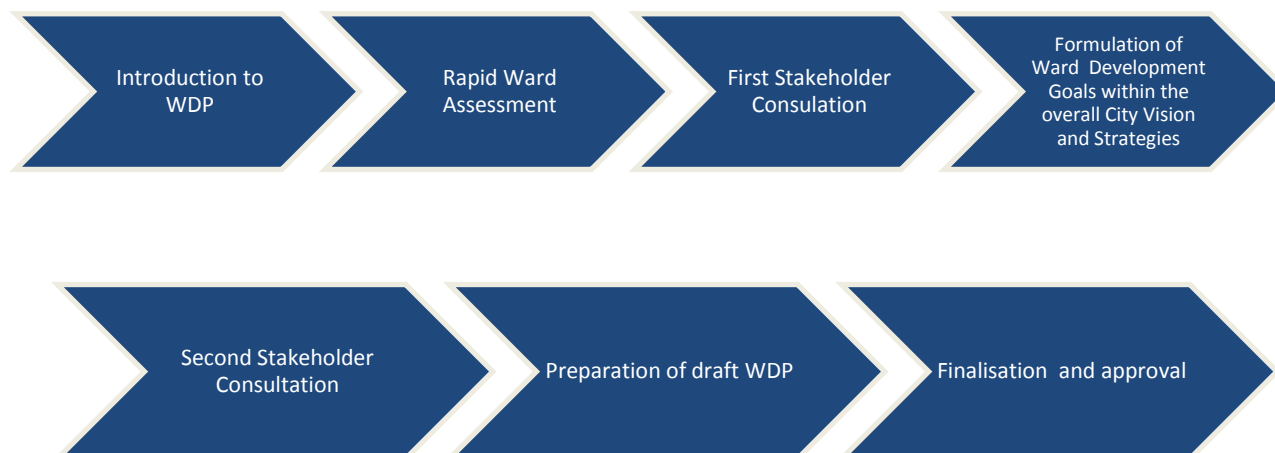 Introduction to
WDP
Rapid Ward
Assessment
First Stakeholder
Consulation
Formulation of
Ward  Development
Goals within the
overall City Vision
and Strategies
Second Stakeholder
Consultation
Preparation of draft WDP
Finalisation  and approval